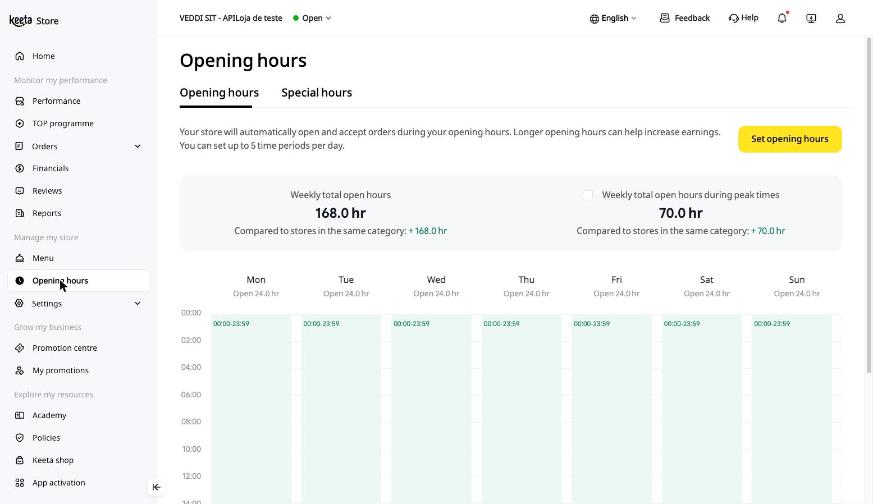 keeta Store
VEDDI SIT - APILoja de teste
Open
English
Feedback
Help
Home
Monitor my performance
Performance
TOP programme
Orders
Financials
Reviews
Reports
Manage my store
Menu
Opening hours
Settings
Grow my business
Promotion centre
My promotions
Explore my resources
Academy
Policies
Keeta shop
App activation
Opening hours
Opening hours Special hours
Your store will automatically open and accept orders during your opening hours. Longer opening hours can help increase earnings.
You can set up to 5 time periods per day.
Set opening hours
Weekly total open hours
168.0 hr
Compared to stores in the same category: +168.0 hr
Weekly total open hours during peak times
70.0 hr
Compared to stores in the same category: +70.0 hr
Mon Tue Wed Thu Fri Sat Sun
Open 24.0 hr Open 24.0 hr Open 24.0 hr Open 24.0 hr Open 24.0 hr Open 24.0 hr Open 24.0 hr
00:00
00:00-23:59 00:00-23:59 00:00-23:59 00:00-23:59 00:00-23:59 00:00-23:59 00:00-23:59
02:00
04:00
06:00
08:00
10:00
12:00
14:00